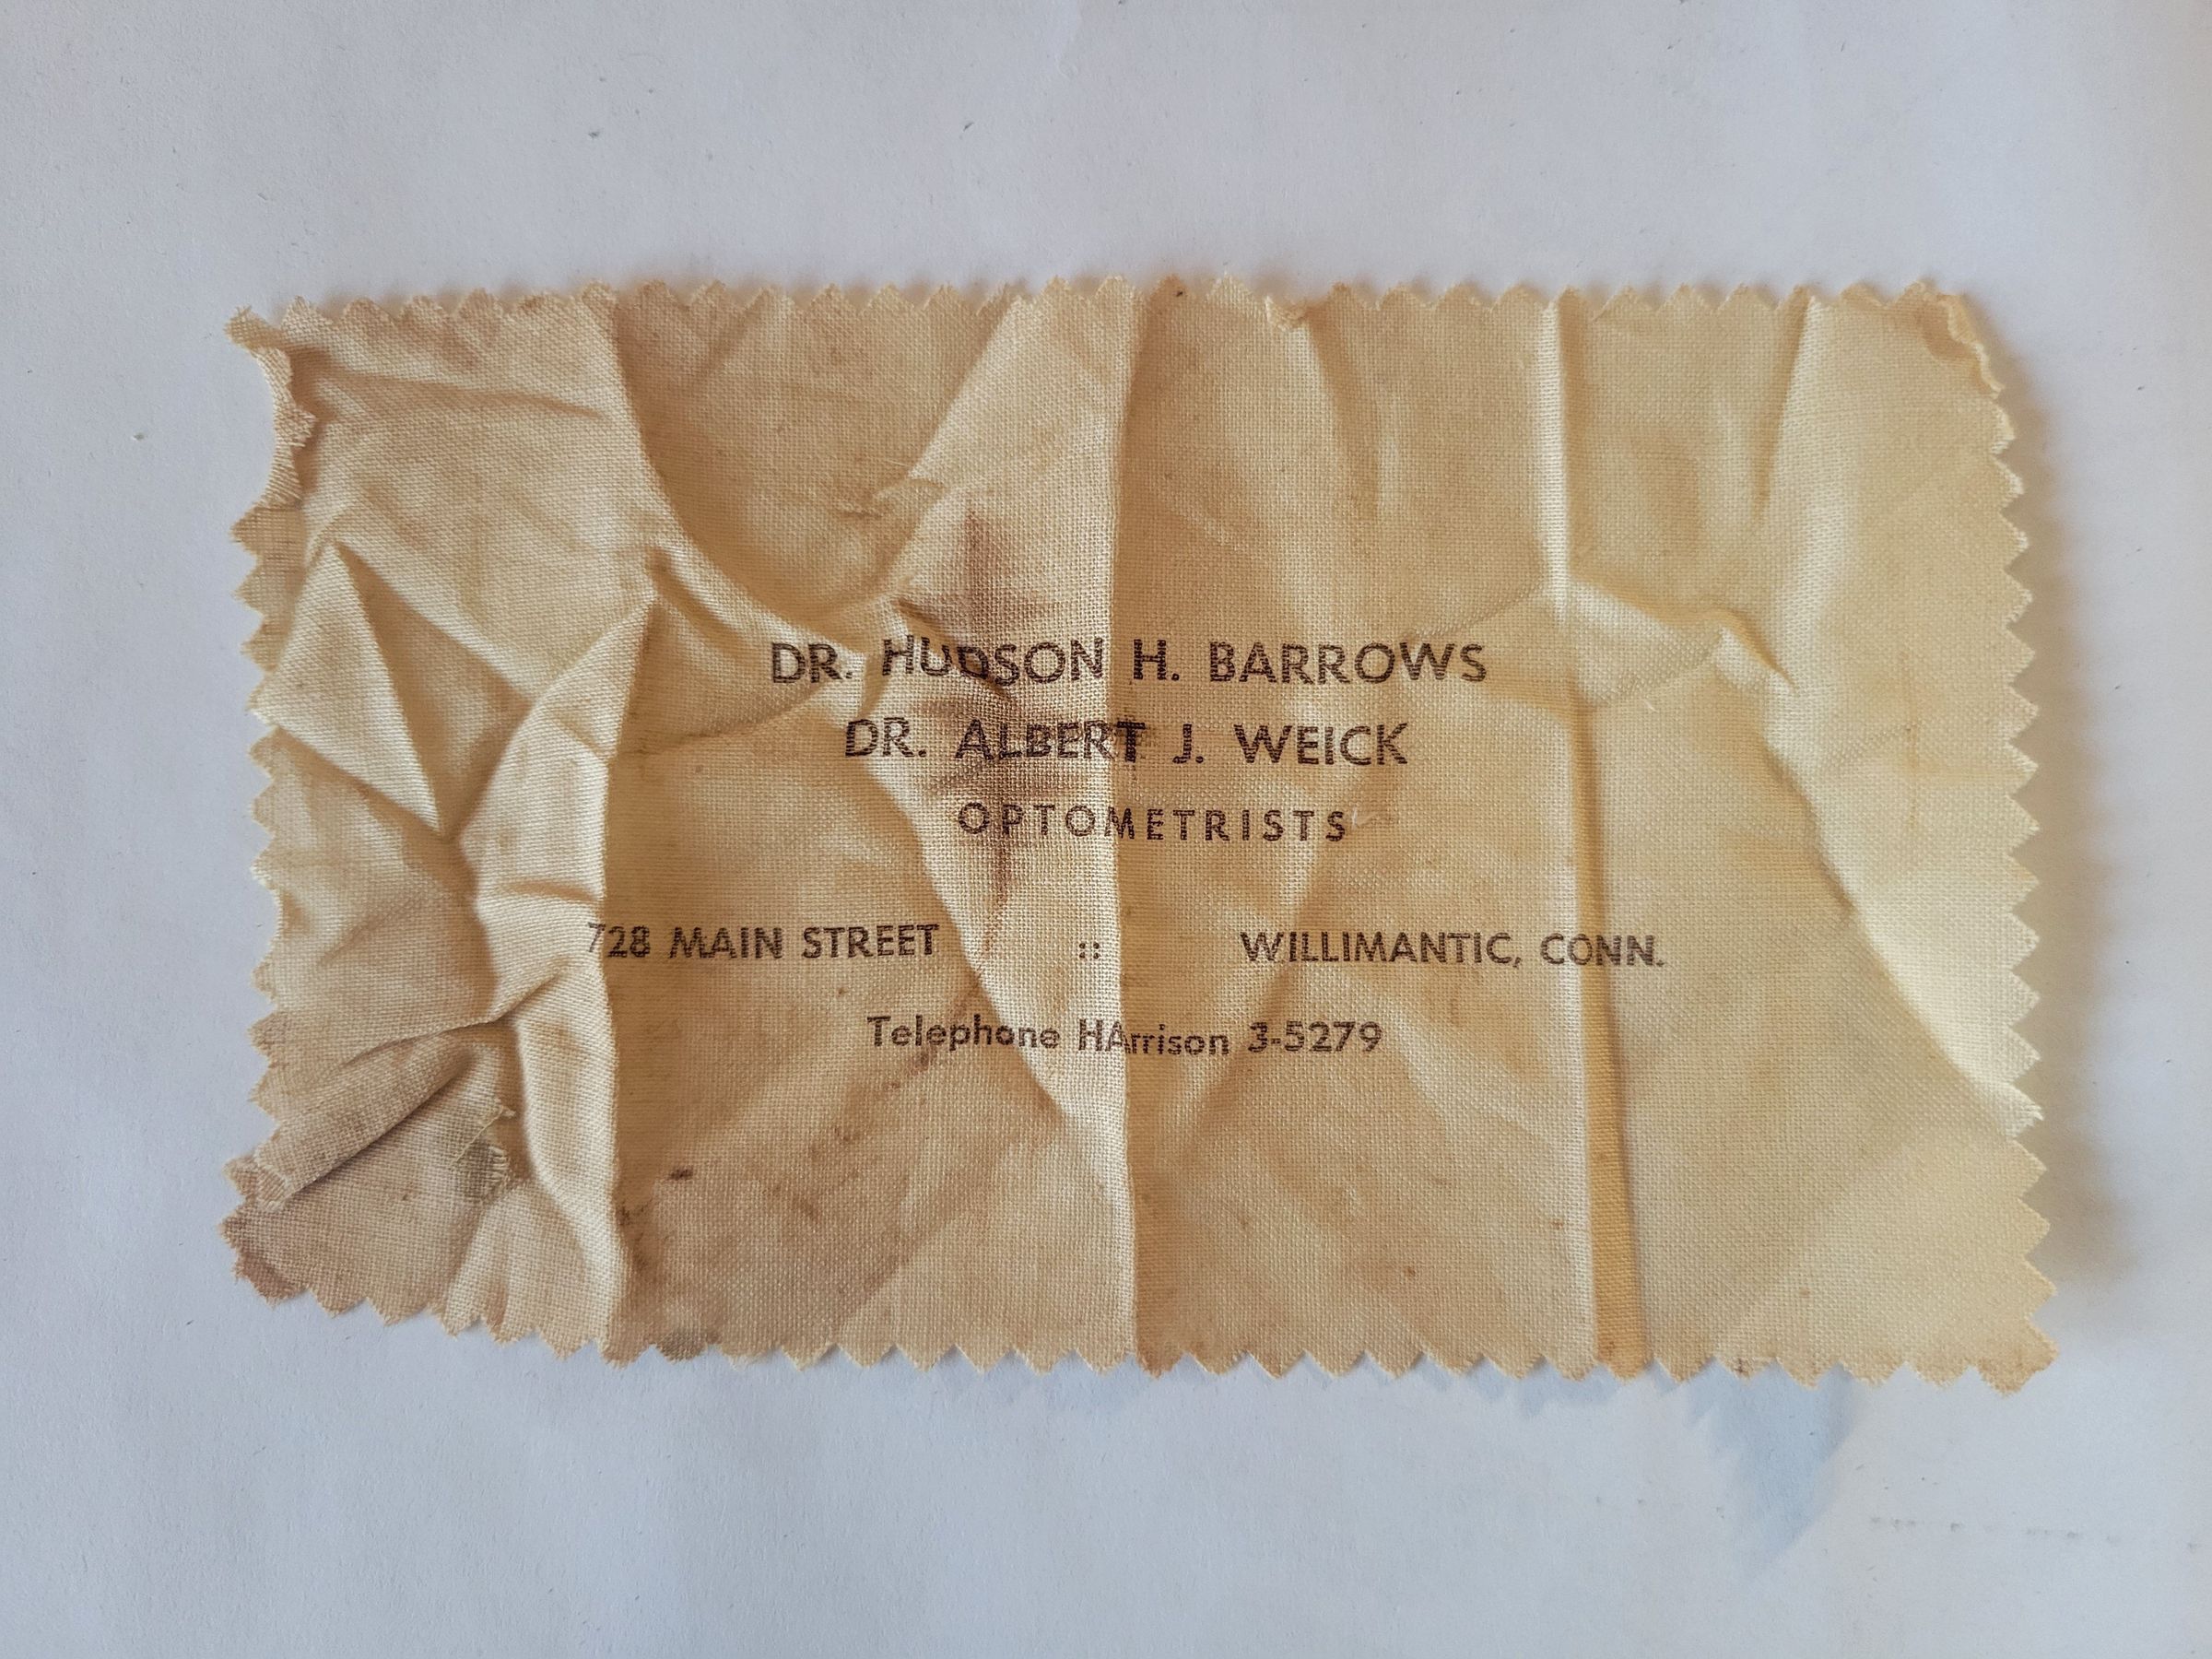 DR. HUDSON H. BARROWS
DR. ALBERT J. WEICK
OPTOMETRISTS
728 MAIN STREET :: WILLIMANTIC, CONN.
Telephone HArrison 3-5279